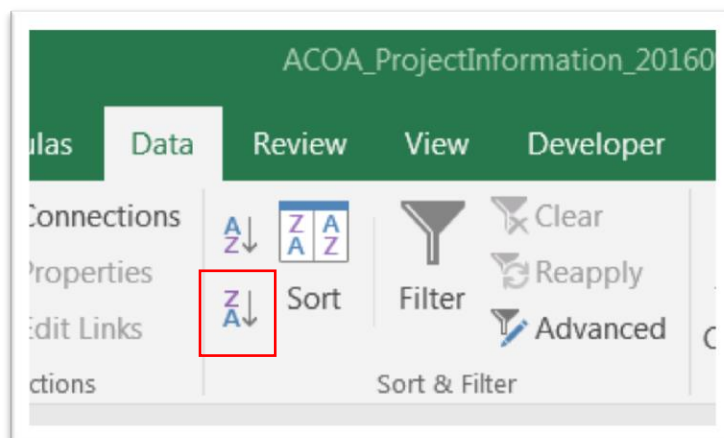 ACOA_ProjectInformation_20160
ulas Data Review View Developer
Connections
Properties
Edit Links
ctions
A
Z
Z
A
Z A
A Z
Sort
Filter
Clear
Reapply
Advanced
Sort & Filter